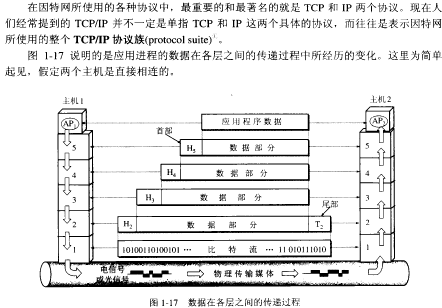 在因特网所使用的各种协议中，最重要的和最著名的就是 TCP 和 IP 两个协议。现在人
们经常提到的 TCP/IP 并不一定是单指 TCP 和 IP 这两个具体的协议，而往往是表示因特网
所使用的整个 TCP/IP 协议族(protocol suite)
图 1-17 说明的是应用进程的数据在各层之间的传递过程中所经历的变化。这里为简单
起见，假定两个主机是直接相连的。
主机1
主机2
AP₁
应用程序数据
AP₂
首部
5
H₅
数据部分
5
4
H₄
数据部分
4
3
H₃
数据部分
3
尾部
2
H₂
数据部分
T₂
2
1
10100110100101 … 比特流 … 11 010111010
1
电信号
或光信号
物理传输媒体
图 1-17 数据在各层之间的传递过程